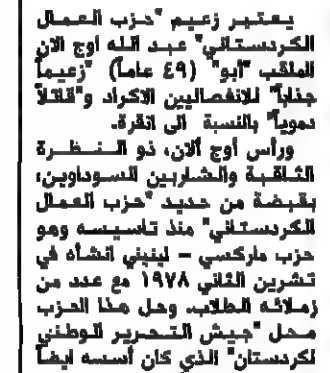 يعتبر زعيم "حزب العمال
الكردستاني" عبد الله اوج الان
الملقب "آبو" (٤٩ عاماً) "زعيماً
جذاباً" للانفصاليين الاكراد و"قاتلاً
دموياً" بالنسبة الى انقرة.
ورأس أوج آلان، ذو النظرة
الثاقبة والشاربين السوداوين،
بقبضة من حديد "حزب العمال
الكردستاني" منذ تاسيسه وهو
حزب ماركسي – لينيني انشأه في
تشرين الثاني ١٩٧٨ مع عدد من
زملائه الطلاب. وحل هذا الحزب
محل "جيش التحرير الوطني
لكردستان" الذي كان أسسه ايضاً